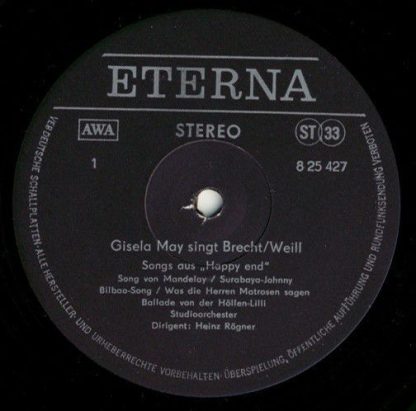 ETERNA
AWA
STEREO
ST 33
1
8 25 427
Gisela May singt Brecht/Weill
Songs aus „Happy end“
Song von Mandelay / Surabaya-Johnny
Bilbao-Song / Was die Herren Matrosen sagen
Ballade von der Höllen-Lilli
Studioorchester
Dirigent: Heinz Rögner
VEB DEUTSCHE SCHALLPLATTEN · ALLE HERSTELLER- UND URHEBERRECHTE VORBEHALTEN · ÜBERSPIELUNG, ÖFFENTLICHE AUFFÜHRUNG UND RUNDFUNKSENDUNG VERBOTEN